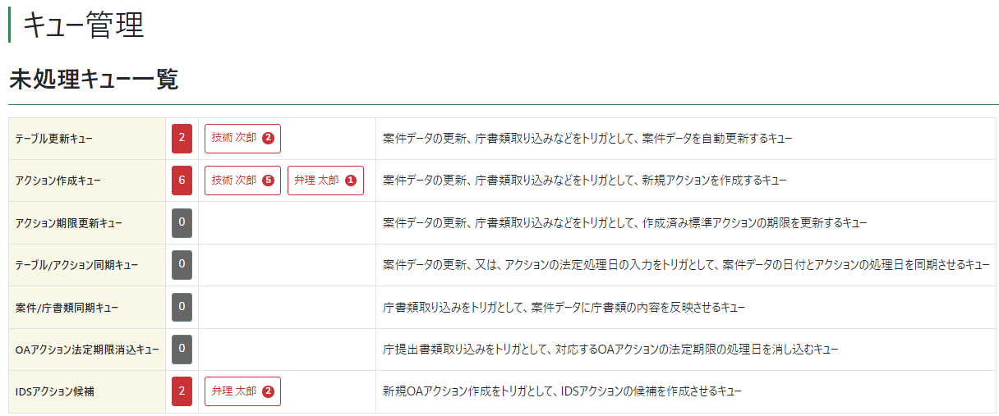 キュー管理
未処理キュー一覧
テーブル更新キュー 2 技術 次郎 2 案件データの更新、庁書類取り込みなどをトリガとして、案件データを自動更新するキュー
アクション作成キュー 6 技術 次郎 5 弁理 太郎 1 案件データの更新、庁書類取り込みなどをトリガとして、新規アクションを作成するキュー
アクション期限更新キュー 0 案件データの更新、庁書類取り込みなどをトリガとして、作成済み標準アクションの期限を更新するキュー
テーブル/アクション同期キュー 0 案件データの更新、又は、アクションの法定処理日の入力をトリガとして、案件データの日付とアクションの処理日を同期させるキュー
案件/庁書類同期キュー 0 庁書類取り込みをトリガとして、案件データに庁書類の内容を反映させるキュー
OAアクション法定期限消込キュー 0 庁提出書類取り込みをトリガとして、対応するOAアクションの法定期限の処理日を消し込むキュー
IDSアクション候補 2 弁理 太郎 2 新規OAアクション作成をトリガとして、IDSアクションの候補を作成させるキュー